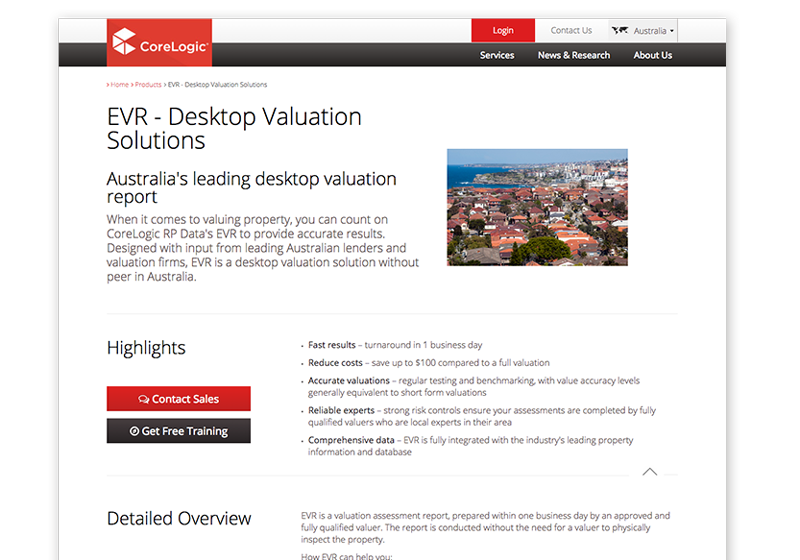 Login
Contact Us
Australia
CoreLogic®
Services
News & Research
About Us
› Home › Products › EVR - Desktop Valuation Solutions
EVR - Desktop Valuation
Solutions
Australia's leading desktop valuation
report
When it comes to valuing property, you can count on
CoreLogic RP Data's EVR to provide accurate results.
Designed with input from leading Australian lenders and
valuation firms, EVR is a desktop valuation solution without
peer in Australia.
Highlights
Contact Sales
Get Free Training
• Fast results – turnaround in 1 business day
• Reduce costs – save up to $100 compared to a full valuation
• Accurate valuations – regular testing and benchmarking, with value accuracy levels
generally equivalent to short form valuations
• Reliable experts – strong risk controls ensure your assessments are completed by fully
qualified valuers who are local experts in their area
• Comprehensive data – EVR is fully integrated with the industry's leading property
information and database
Detailed Overview
EVR is a valuation assessment report, prepared within one business day by an approved and
fully qualified valuer. The report is conducted without the need for a valuer to physically
inspect the property.
How EVR can help you: